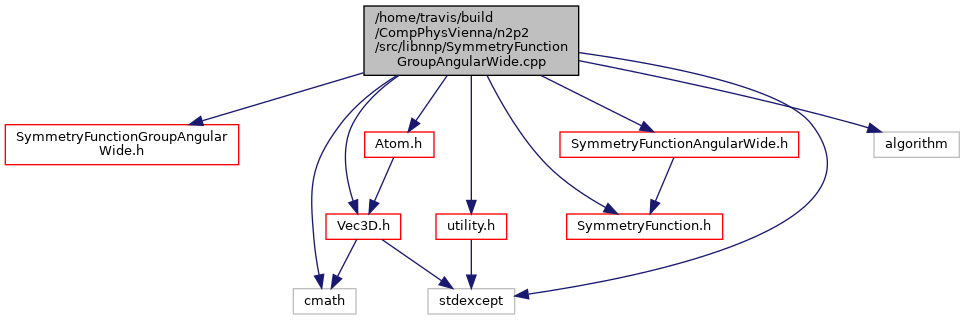 /home/travis/build
/CompPhysVienna/n2p2
/src/libnnp/SymmetryFunction
GroupAngularWide.cpp
SymmetryFunctionGroupAngular
Wide.h
Atom.h
SymmetryFunctionAngularWide.h
algorithm
Vec3D.h
utility.h
SymmetryFunction.h
cmath
stdexcept